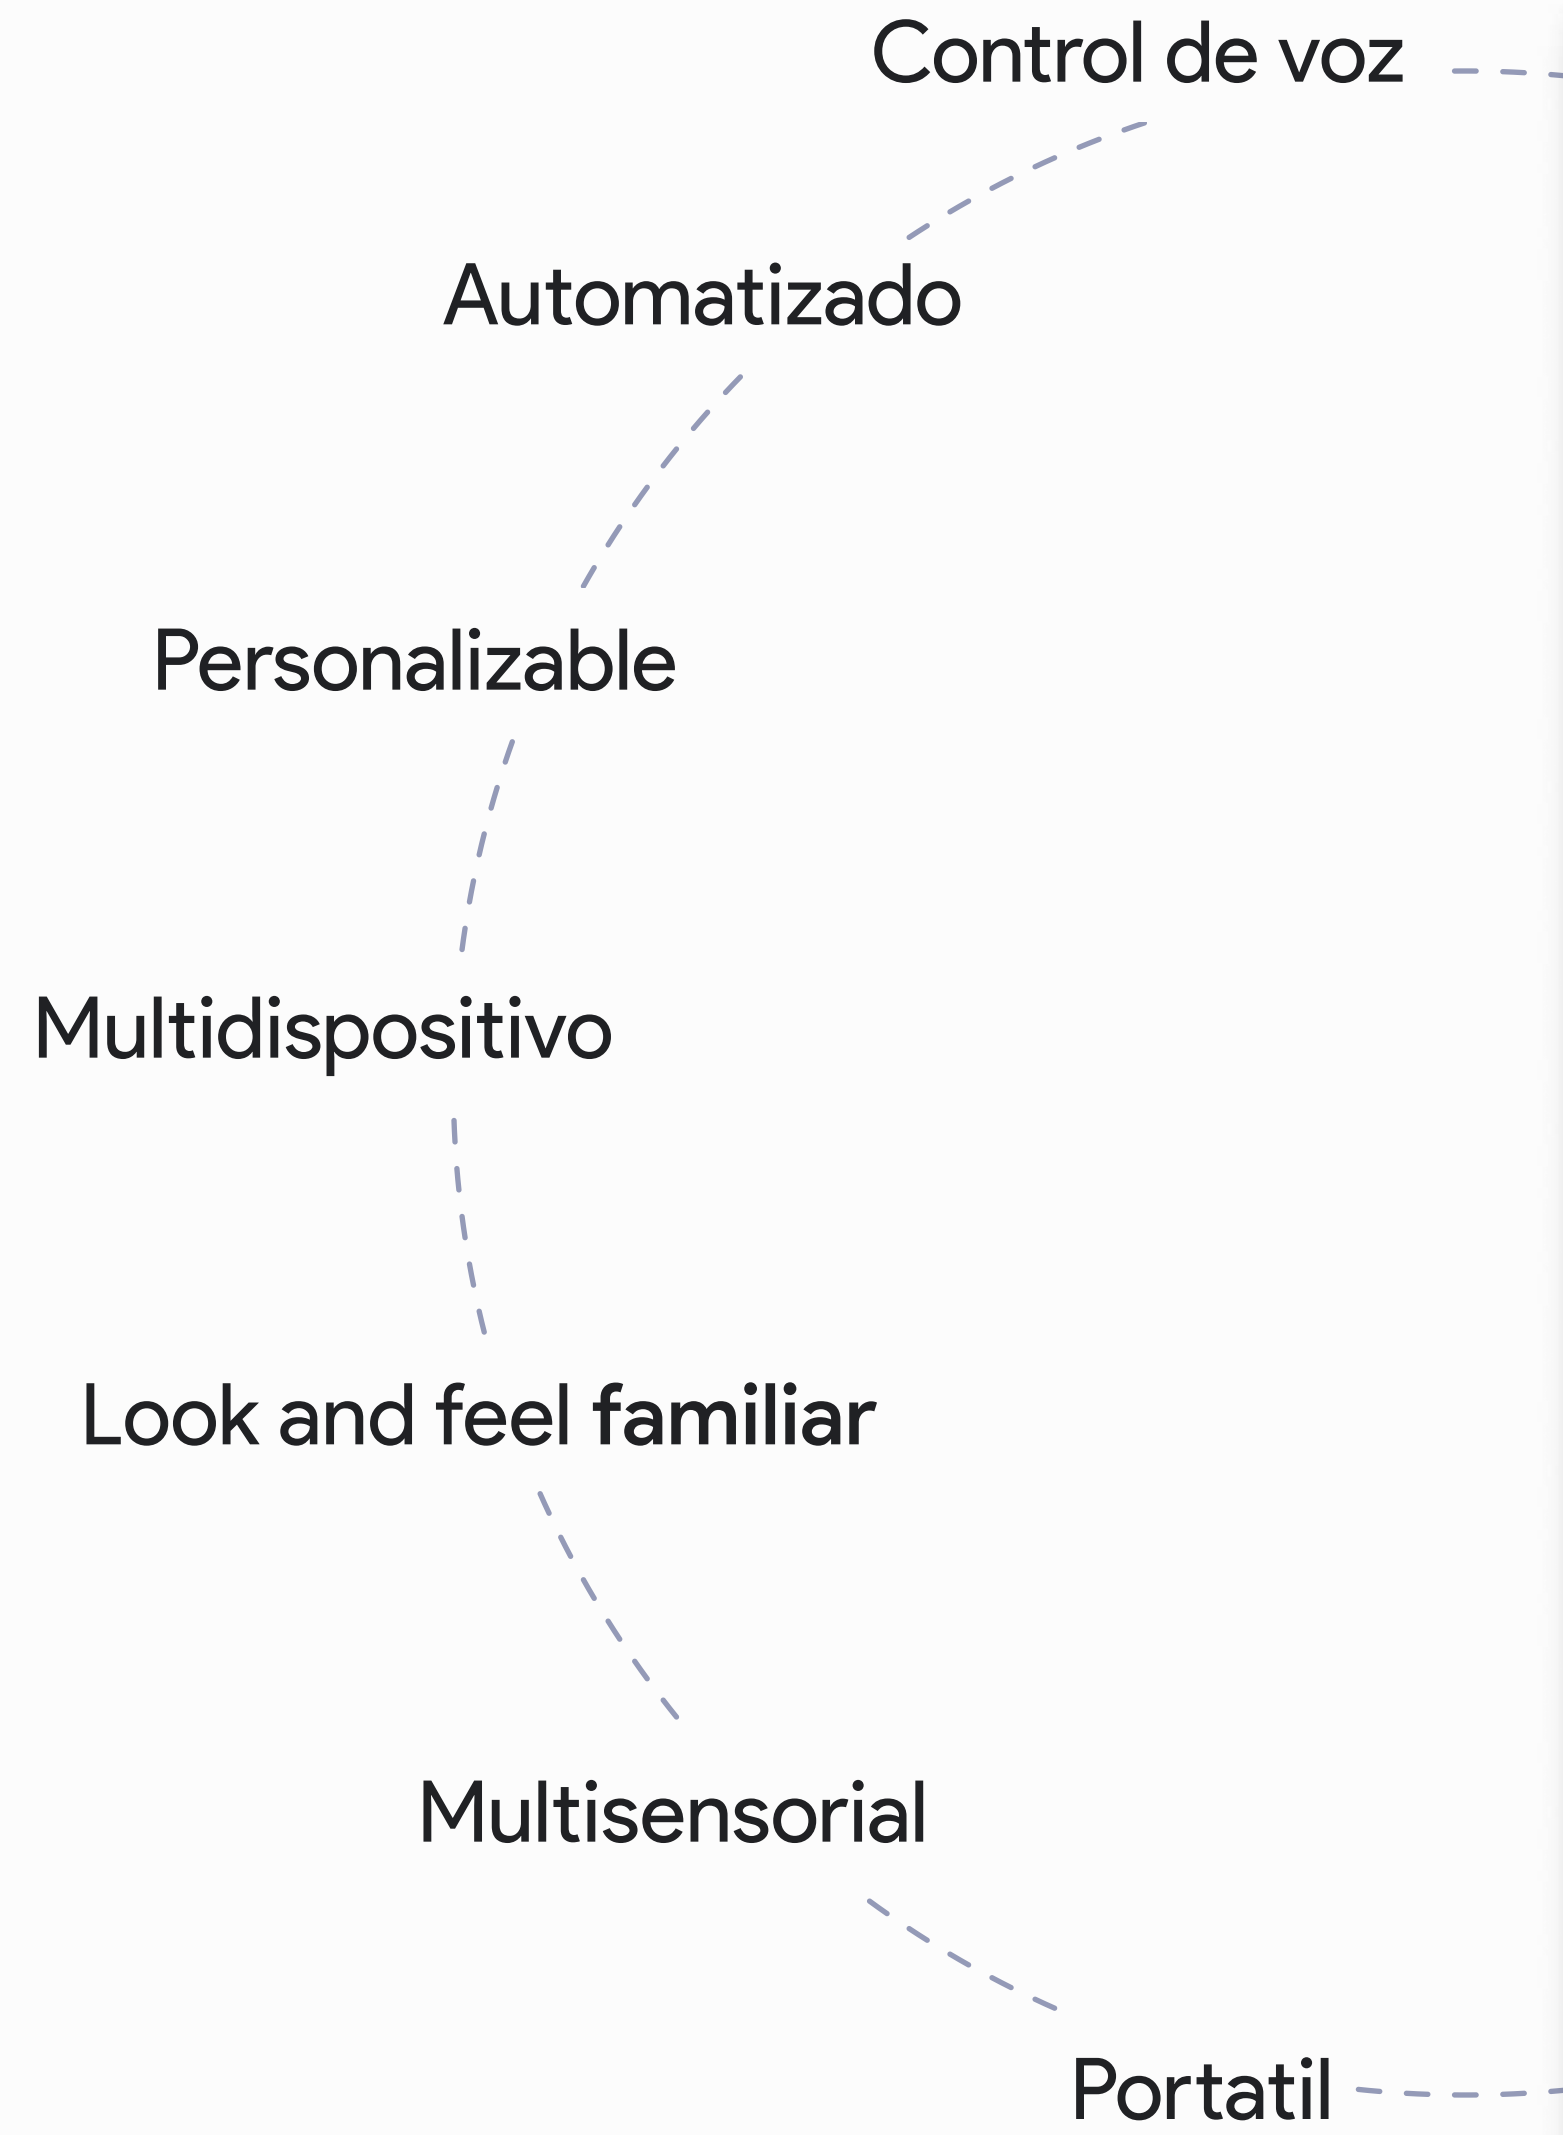 Control de voz
Automatizado
Personalizable
Multidispositivo
Look and feel familiar
Multisensorial
Portatil